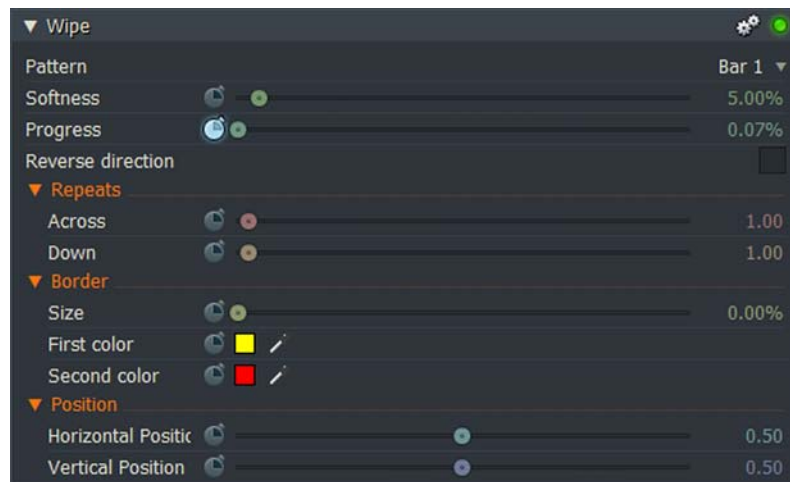 Wipe
Pattern Bar 1
Softness 5.00%
Progress 0.07%
Reverse direction
Repeats
Across 1.00
Down 1.00
Border
Size 0.00%
First color
Second color
Position
Horizontal Positic 0.50
Vertical Position 0.50